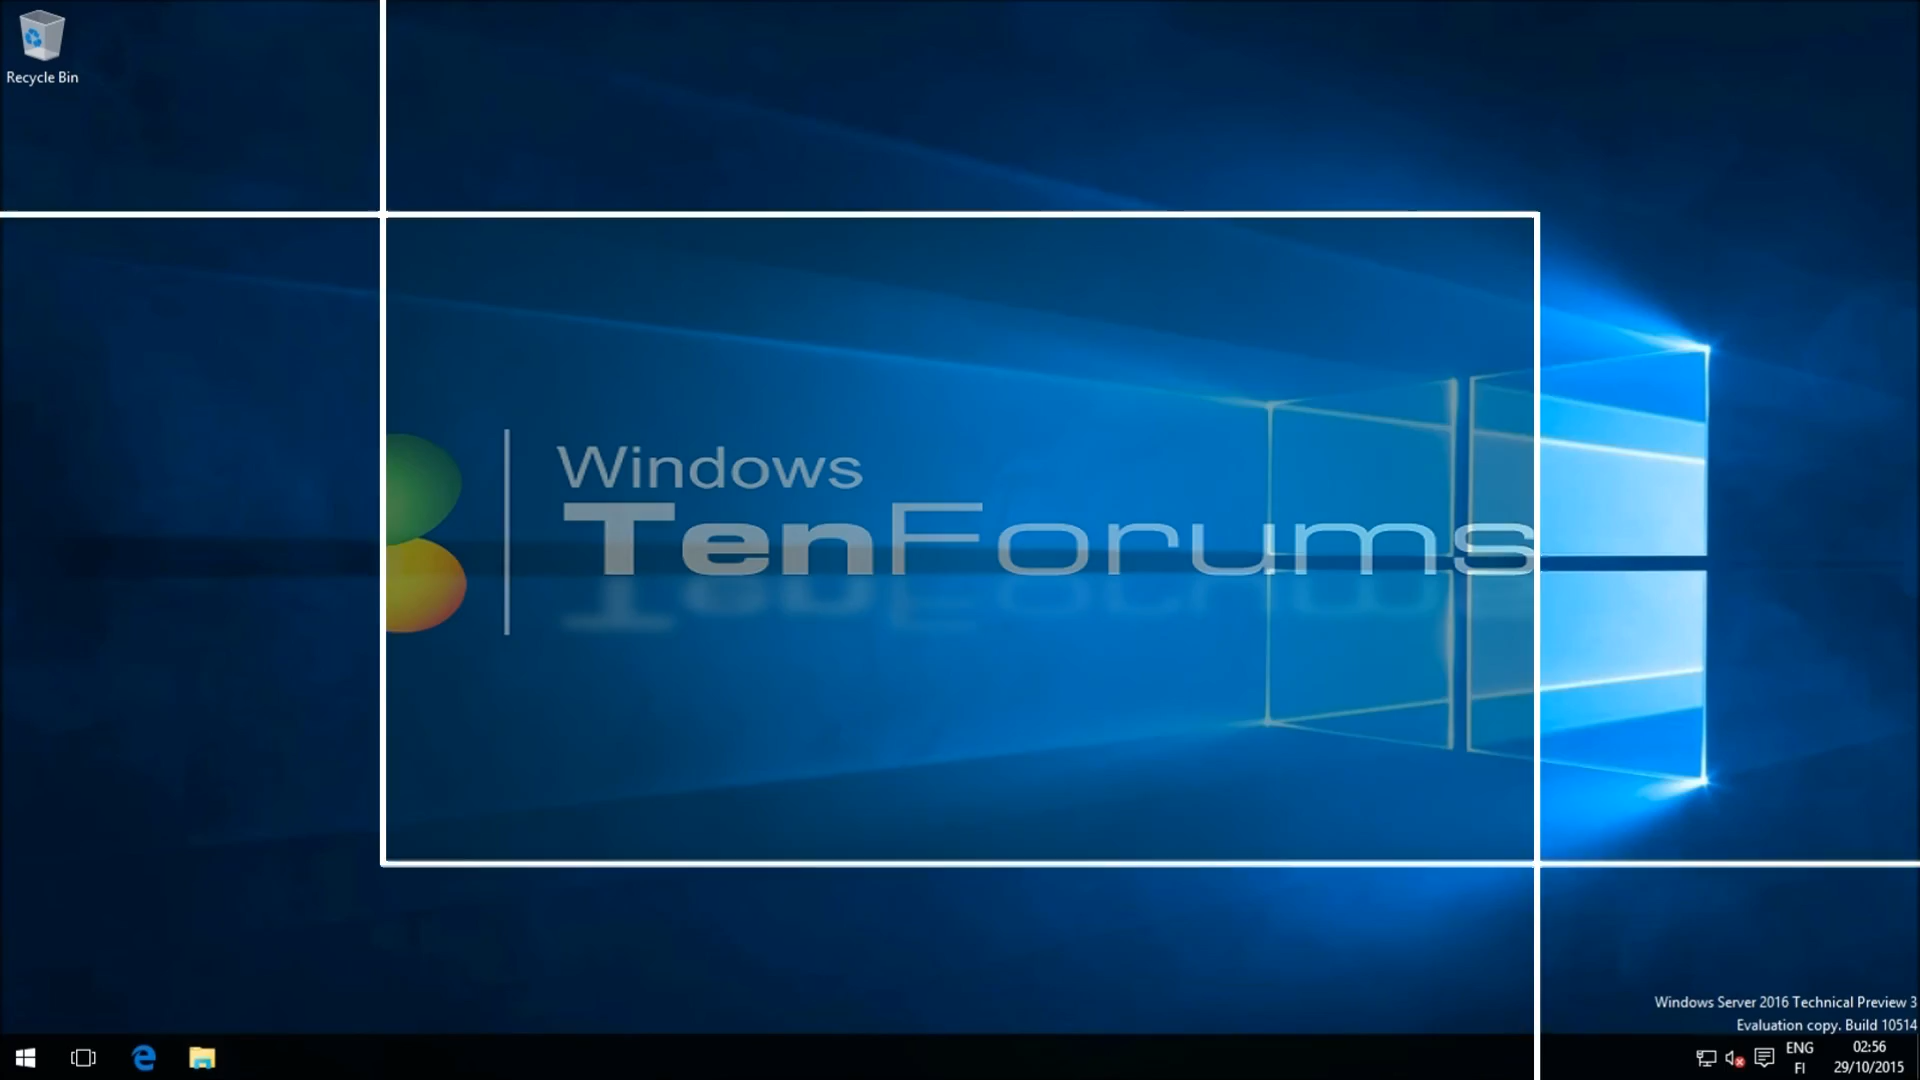 Recycle Bin
Windows
TenForums
Windows Server 2016 Technical Preview 3
Evaluation copy. Build 10514
ENG
FI
02:56
29/10/2015